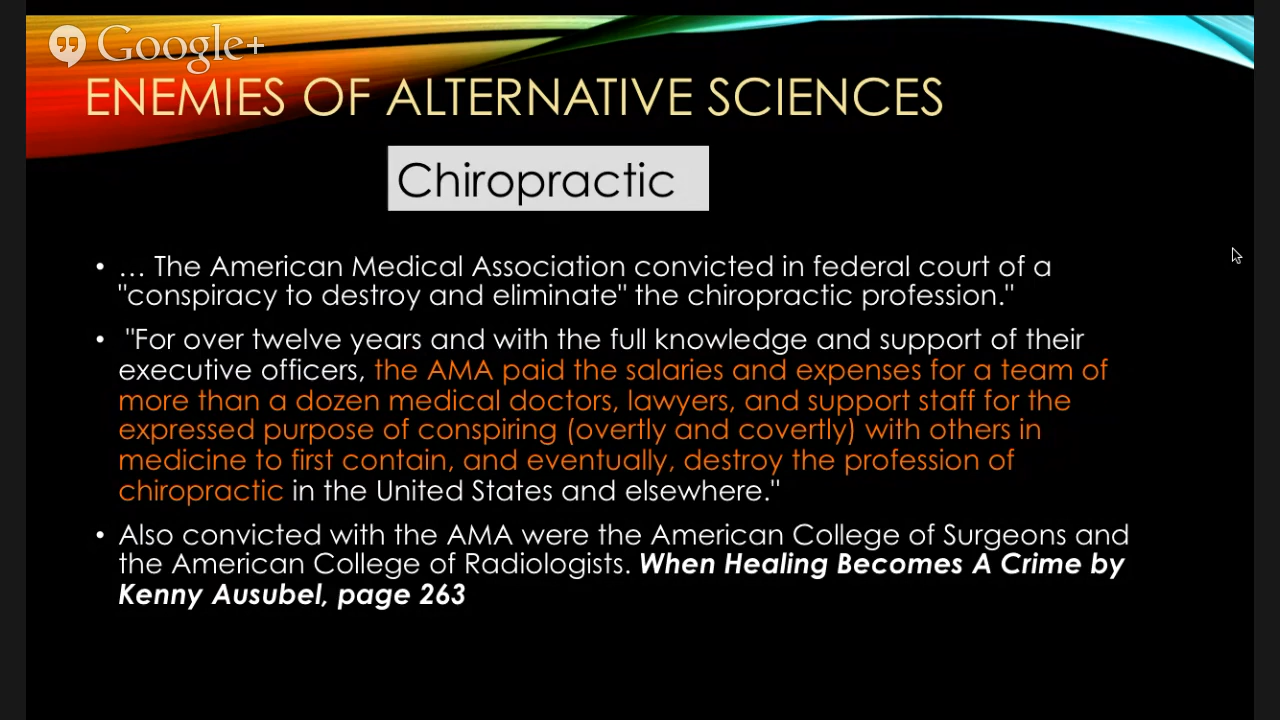 Google+
ENEMIES OF ALTERNATIVE SCIENCES
Chiropractic
• … The American Medical Association convicted in federal court of a
"conspiracy to destroy and eliminate" the chiropractic profession."
• "For over twelve years and with the full knowledge and support of their
executive officers, the AMA paid the salaries and expenses for a team of
more than a dozen medical doctors, lawyers, and support staff for the
expressed purpose of conspiring (overtly and covertly) with others in
medicine to first contain, and eventually, destroy the profession of
chiropractic in the United States and elsewhere."
• Also convicted with the AMA were the American College of Surgeons and
the American College of Radiologists. When Healing Becomes A Crime by
Kenny Ausubel, page 263